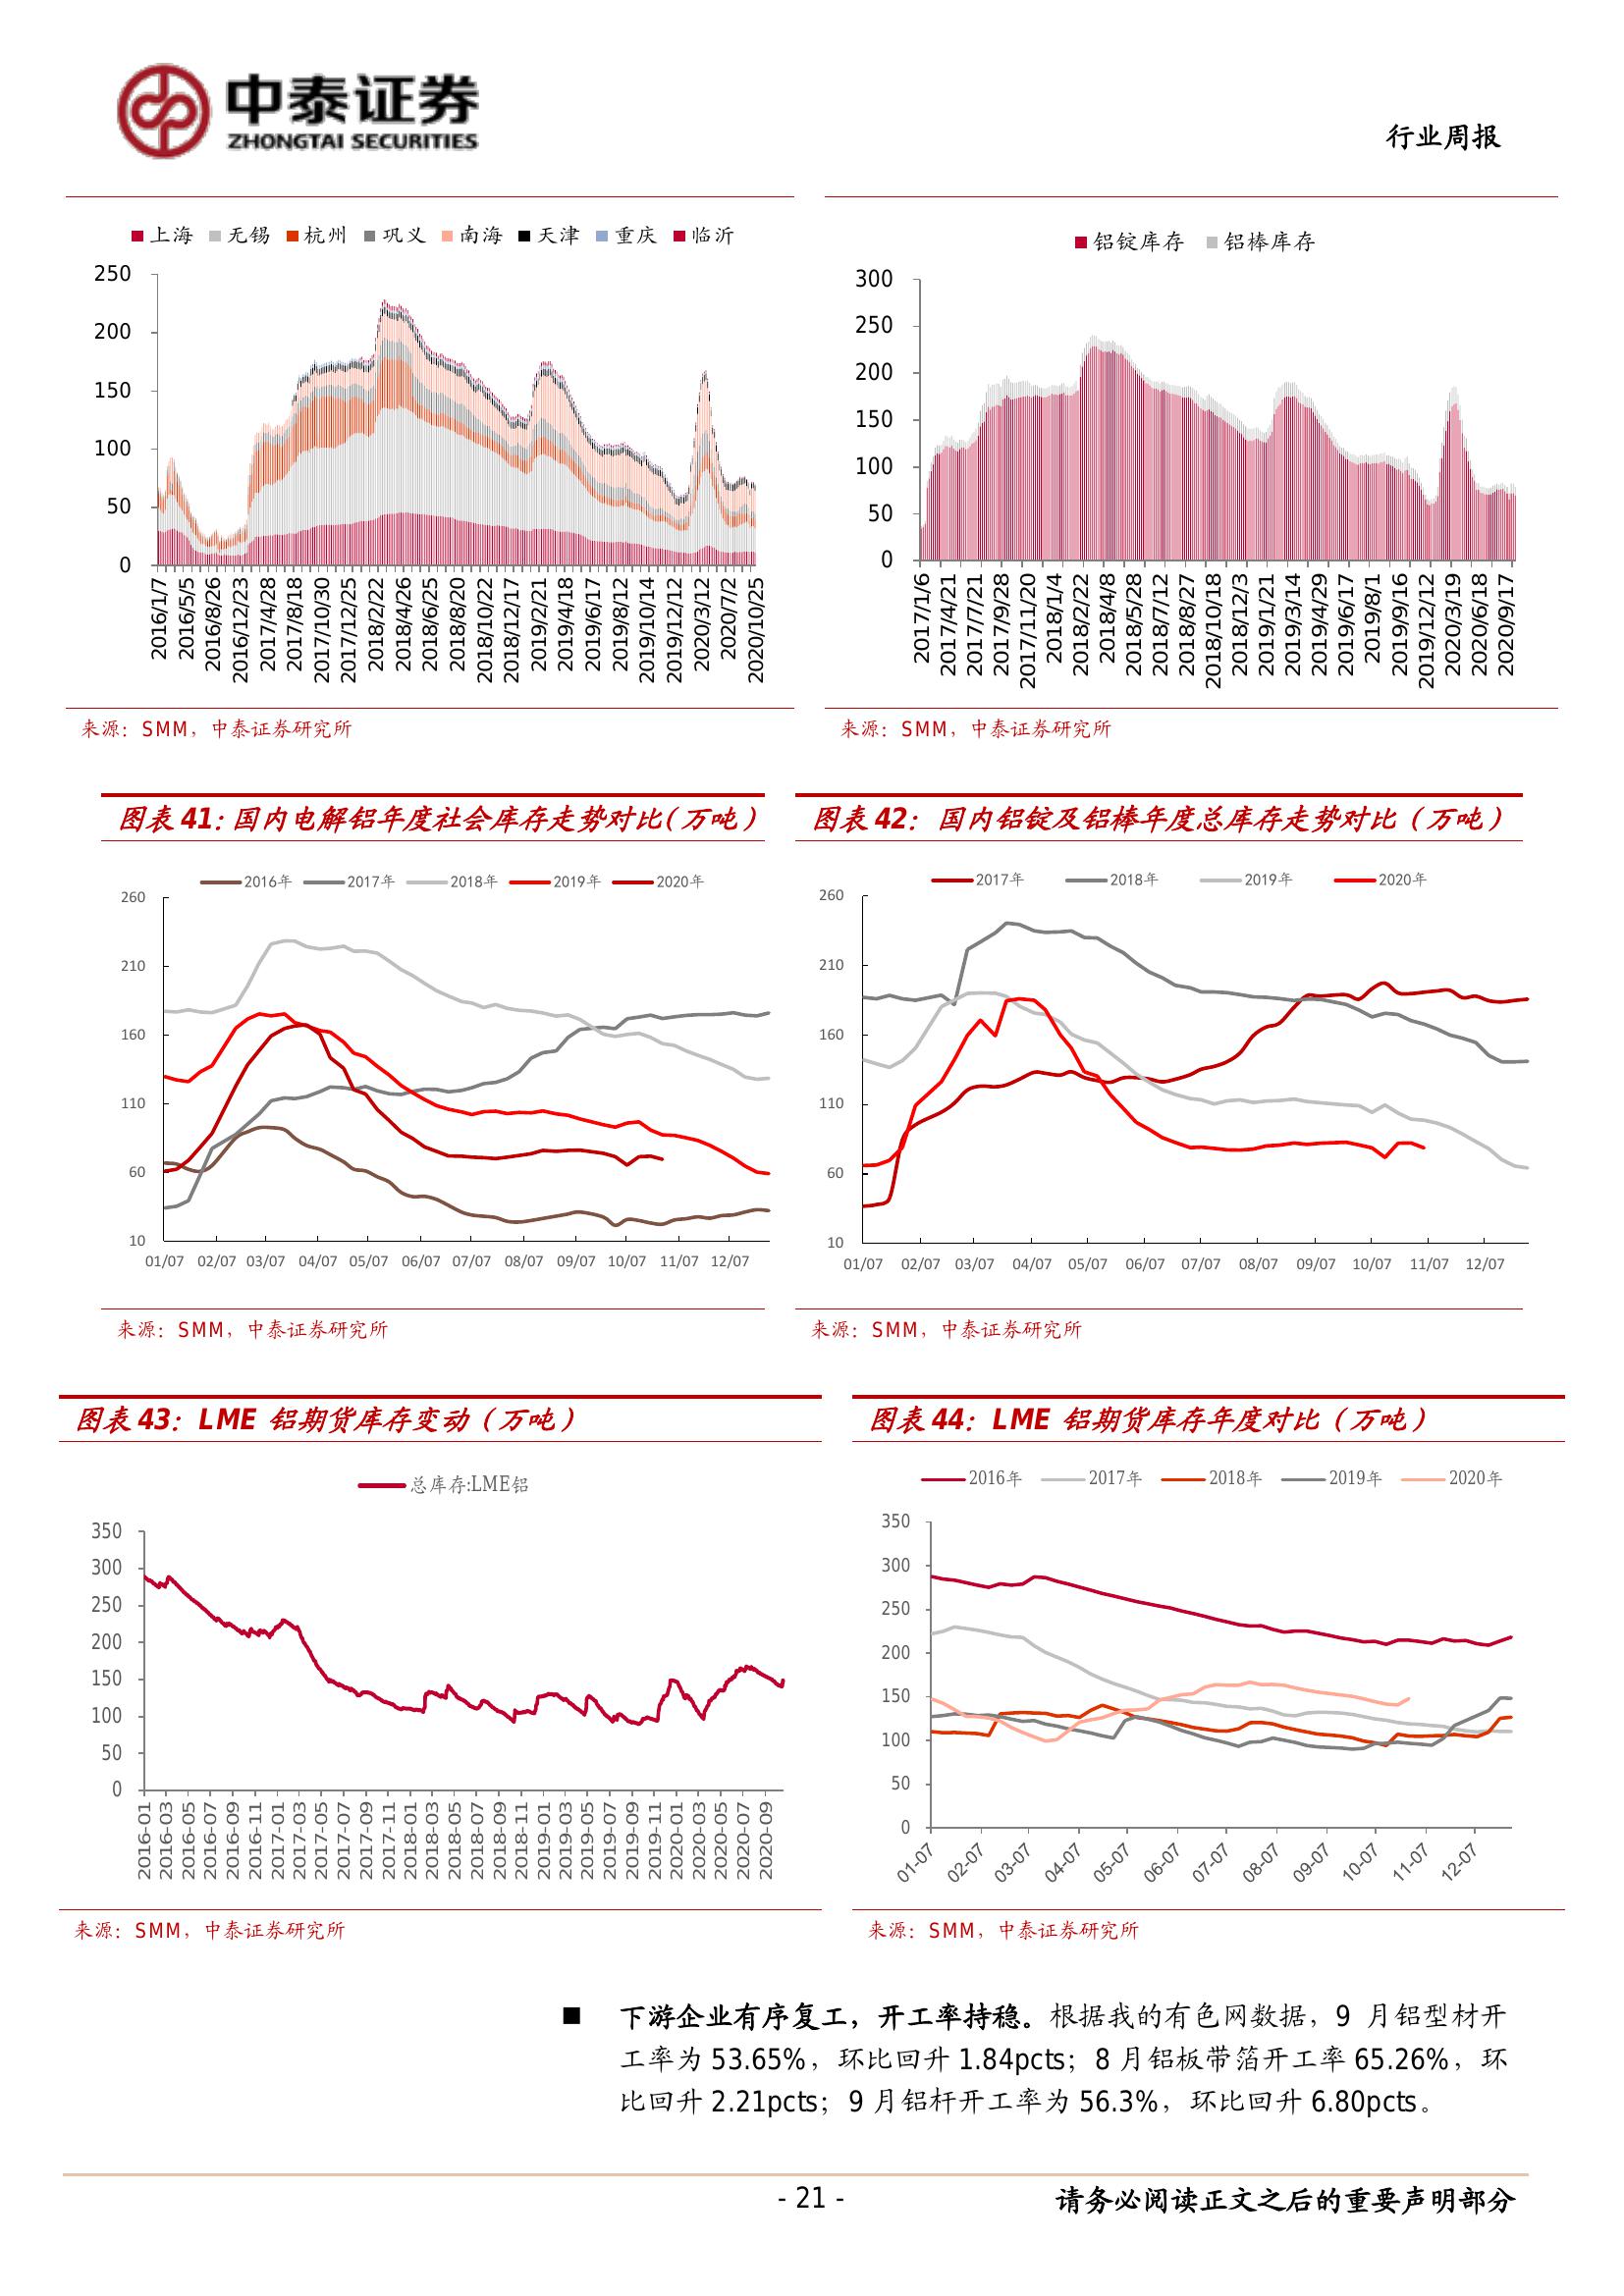 中泰证券
ZHONGTAI SECURITIES
行业周报
上海 无锡 杭州 巩义 南海 天津 重庆 临沂
250
200
150
100
50
0
2016/1/7 2016/5/5 2016/8/26 2016/12/23 2017/4/28 2017/8/18 2017/10/30 2017/12/25 2018/2/22 2018/4/26 2018/6/25 2018/8/20 2018/10/22 2018/12/17 2019/2/21 2019/4/18 2019/6/17 2019/8/12 2019/10/14 2019/12/12 2020/3/12 2020/7/2 2020/10/25
铝锭库存 铝棒库存
300
250
200
150
100
50
0
2017/1/6 2017/4/21 2017/7/21 2017/9/28 2017/11/20 2018/1/4 2018/2/22 2018/4/8 2018/5/28 2018/7/12 2018/8/27 2018/10/18 2018/12/3 2019/1/21 2019/3/14 2019/4/29 2019/6/17 2019/8/1 2019/9/16 2019/12/12 2020/3/19 2020/6/18 2020/9/17
来源：SMM，中泰证券研究所
来源：SMM，中泰证券研究所
图表 41：国内电解铝年度社会库存走势对比（万吨）
2016年 2017年 2018年 2019年 2020年
260
210
160
110
60
10
01/07 02/07 03/07 04/07 05/07 06/07 07/07 08/07 09/07 10/07 11/07 12/07
来源：SMM，中泰证券研究所
图表 42：国内铝锭及铝棒年度总库存走势对比（万吨）
2017年 2018年 2019年 2020年
260
210
160
110
60
10
01/07 02/07 03/07 04/07 05/07 06/07 07/07 08/07 09/07 10/07 11/07 12/07
来源：SMM，中泰证券研究所
图表 43：LME 铝期货库存变动（万吨）
总库存:LME铝
350
300
250
200
150
100
50
0
2016-01 2016-03 2016-05 2016-07 2016-09 2016-11 2017-01 2017-03 2017-05 2017-07 2017-09 2017-11 2018-01 2018-03 2018-05 2018-07 2018-09 2018-11 2019-01 2019-03 2019-05 2019-07 2019-09 2019-11 2020-01 2020-03 2020-05 2020-07 2020-09
来源：SMM，中泰证券研究所
图表 44：LME 铝期货库存年度对比（万吨）
2016年 2017年 2018年 2019年 2020年
350
300
250
200
150
100
50
0
01-07 02-07 03-07 04-07 05-07 06-07 07-07 08-07 09-07 10-07 11-07 12-07
来源：SMM，中泰证券研究所
■ 下游企业有序复工，开工率持稳。根据我的有色网数据，9 月铝型材开
工率为 53.65%，环比回升 1.84pcts；8 月铝板带箔开工率 65.26%，环
比回升 2.21pcts；9 月铝杆开工率为 56.3%，环比回升 6.80pcts。
- 21 -
请务必阅读正文之后的重要声明部分